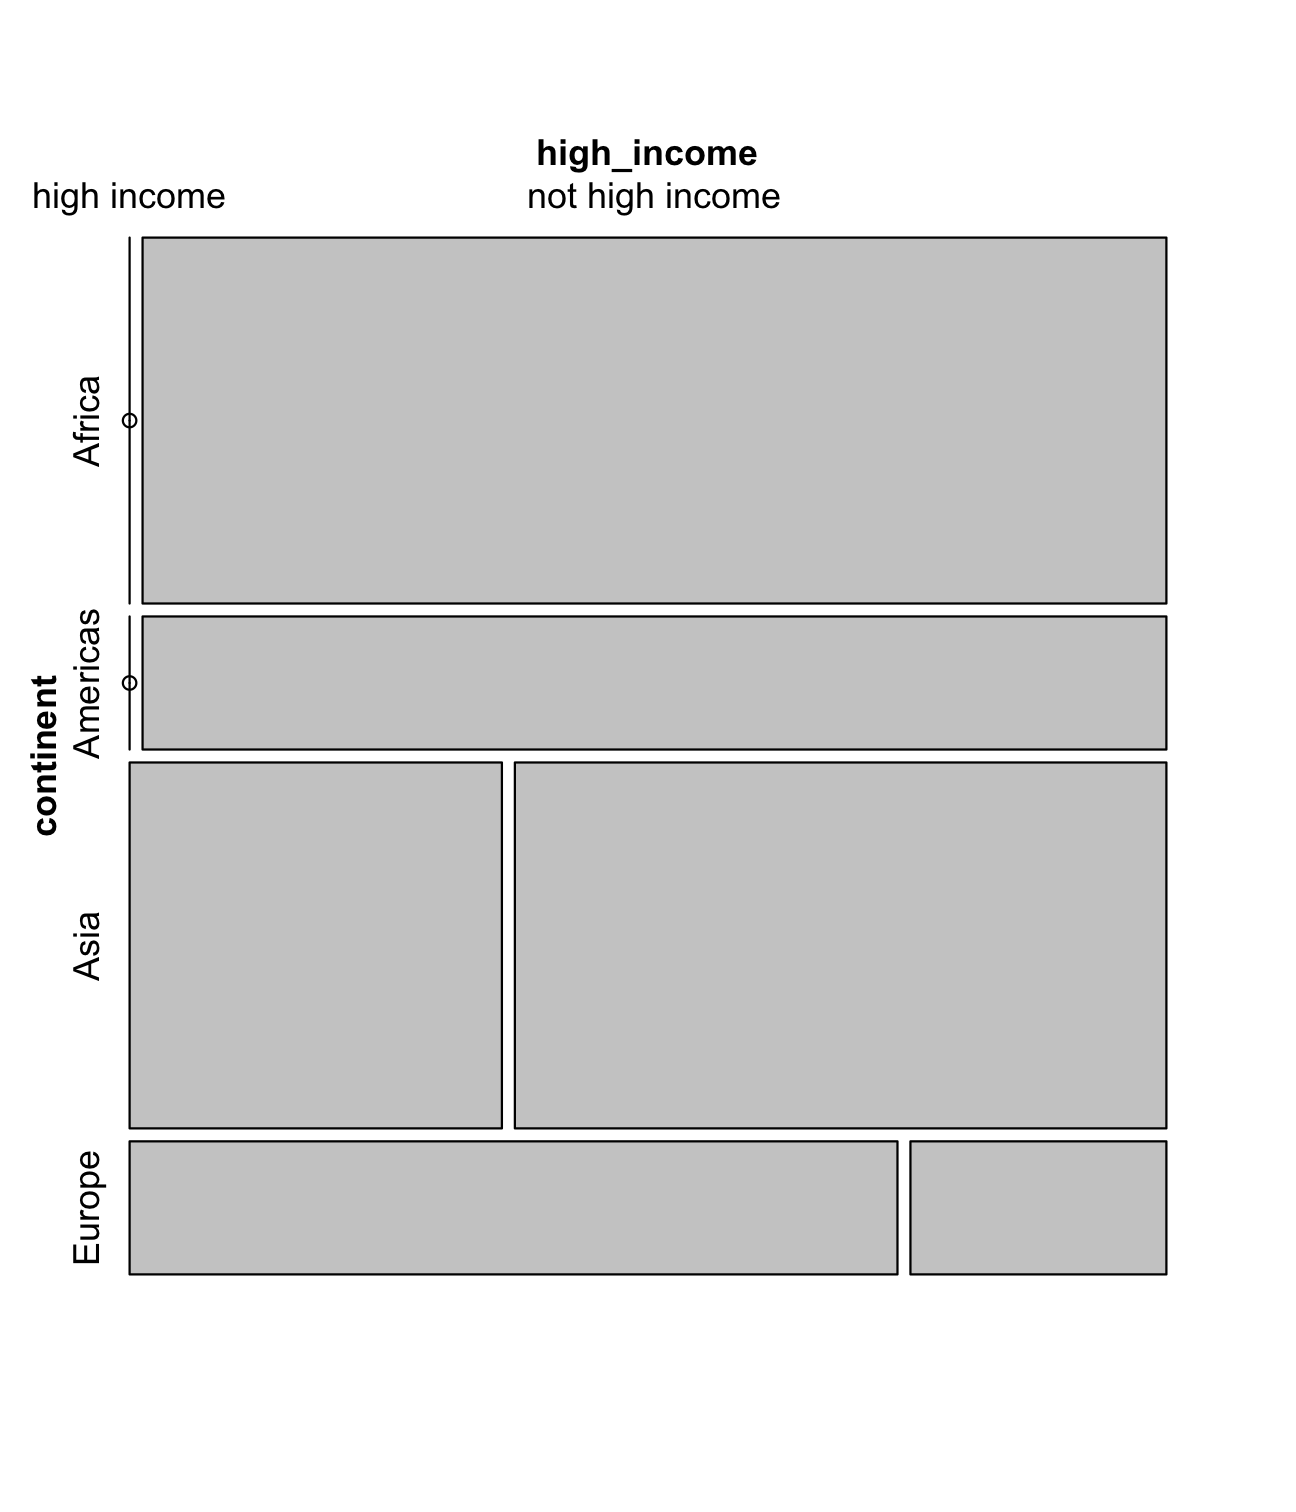 high_income
high income
not high income
continent
Africa
Americas
Asia
Europe